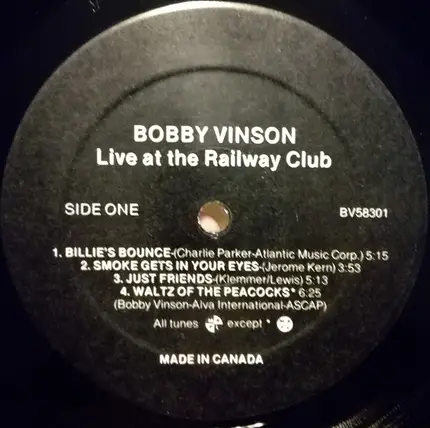 BOBBY VINSON
Live at the Railway Club
SIDE ONE BV58301
1. BILLIE'S BOUNCE-(Charlie Parker-Atlantic Music Corp.) 5:15
2. SMOKE GETS IN YOUR EYES-(Jerome Kern) 3:53
3. JUST FRIENDS-(Klemmer/Lewis) 5:13
4. WALTZ OF THE PEACOCKS* 6:25
(Bobby Vinson-Alva International-ASCAP)
All tunes except *
MADE IN CANADA